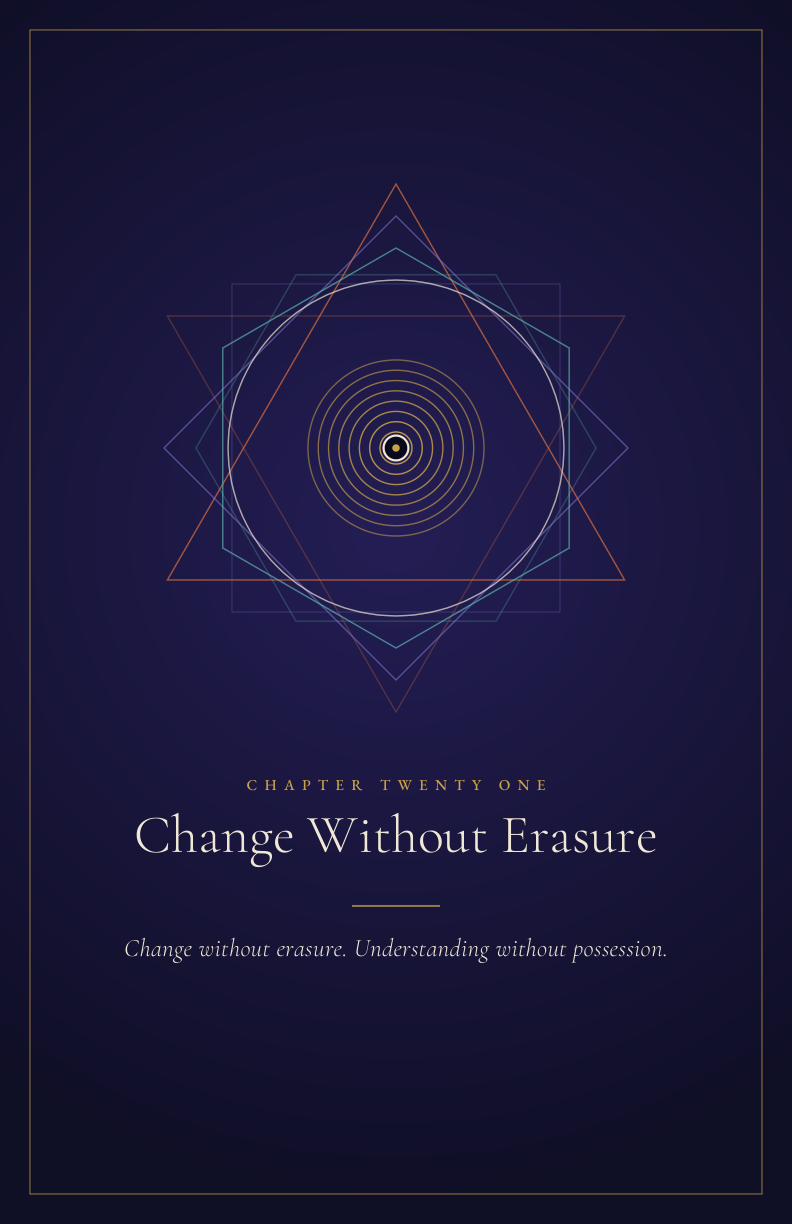 CHAPTER TWENTY ONE
Change Without Erasure
Change without erasure. Understanding without possession.